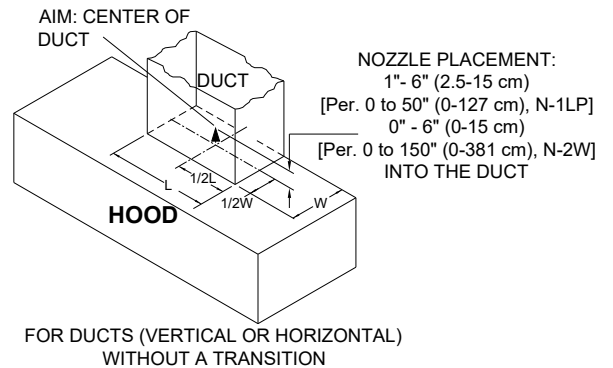 AIM: CENTER OF
DUCT
DUCT
NOZZLE PLACEMENT:
1"- 6" (2.5-15 cm)
[Per. 0 to 50" (0-127 cm), N-1LP]
0" - 6" (0-15 cm)
[Per. 0 to 150" (0-381 cm), N-2W]
INTO THE DUCT
L
1/2L
1/2W
W
HOOD
FOR DUCTS (VERTICAL OR HORIZONTAL)
WITHOUT A TRANSITION